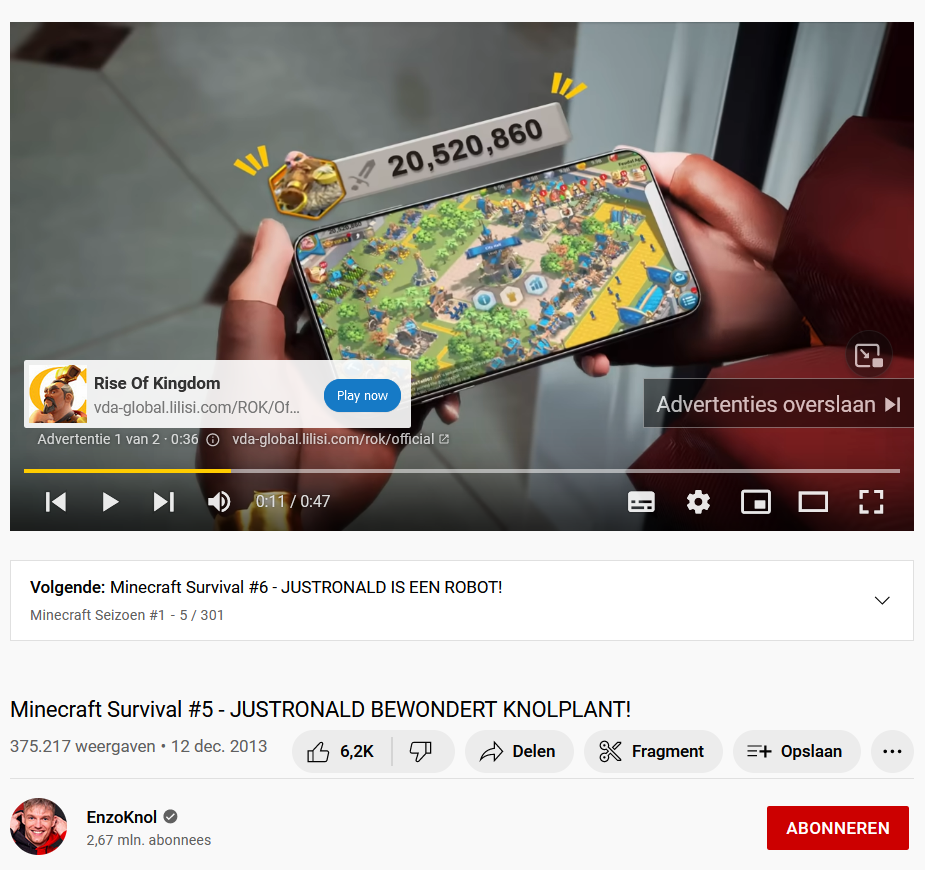 20,520,860
City Hall
Rise Of Kingdom
vda-global.lilisi.com/ROK/Of...
Play now
Advertenties overslaan
Advertentie 1 van 2 · 0:36
vda-global.lilisi.com/rok/official
0:11 / 0:47
Volgende: Minecraft Survival #6 - JUSTRONALD IS EEN ROBOT!
Minecraft Seizoen #1 - 5 / 301
Minecraft Survival #5 - JUSTRONALD BEWONDERT KNOLPLANT!
375.217 weergaven • 12 dec. 2013
6,2K
Delen
Fragment
Opslaan
EnzoKnol
2,67 mln. abonnees
ABONNEREN